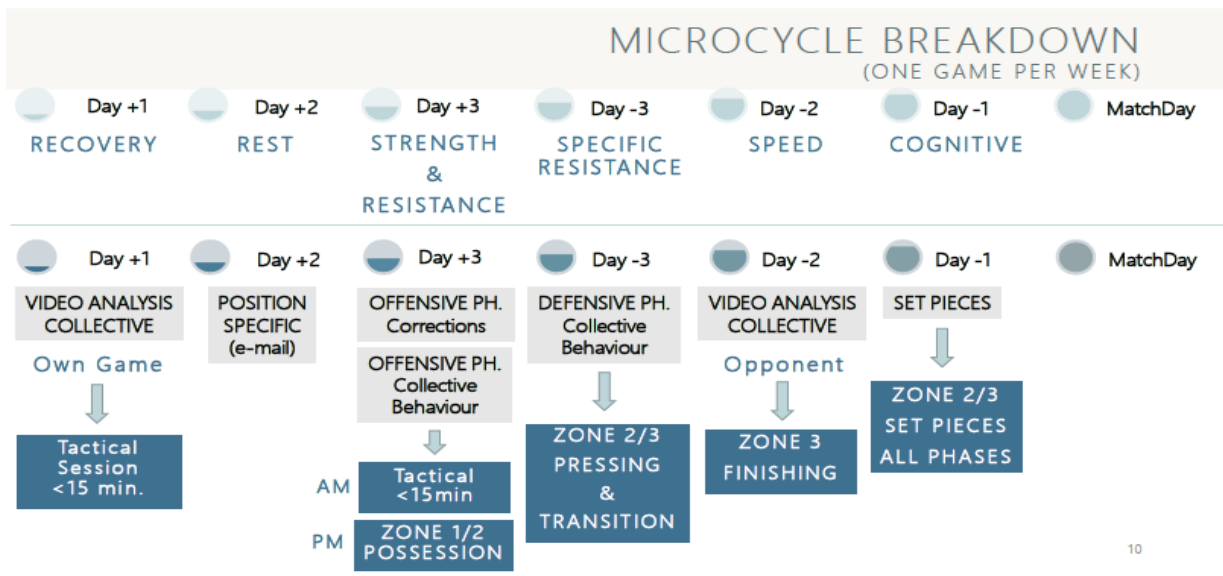 MICROCYCLE BREAKDOWN
(ONE GAME PER WEEK)
Day +1
RECOVERY
Day +2
REST
Day +3
STRENGTH
&
RESISTANCE
Day -3
SPECIFIC
RESISTANCE
Day -2
SPEED
Day -1
COGNITIVE
MatchDay
Day +1
VIDEO ANALYSIS
COLLECTIVE
Own Game
Tactical
Session
<15 min.
Day +2
POSITION
SPECIFIC
(e-mail)
Day +3
OFFENSIVE PH.
Corrections
OFFENSIVE PH.
Collective
Behaviour
AM
Tactical
<15min
PM
ZONE 1/2
POSSESSION
Day -3
DEFENSIVE PH.
Collective
Behaviour
ZONE 2/3
PRESSING
&
TRANSITION
Day -2
VIDEO ANALYSIS
COLLECTIVE
Opponent
ZONE 3
FINISHING
Day -1
SET PIECES
ZONE 2/3
SET PIECES
ALL PHASES
MatchDay
10